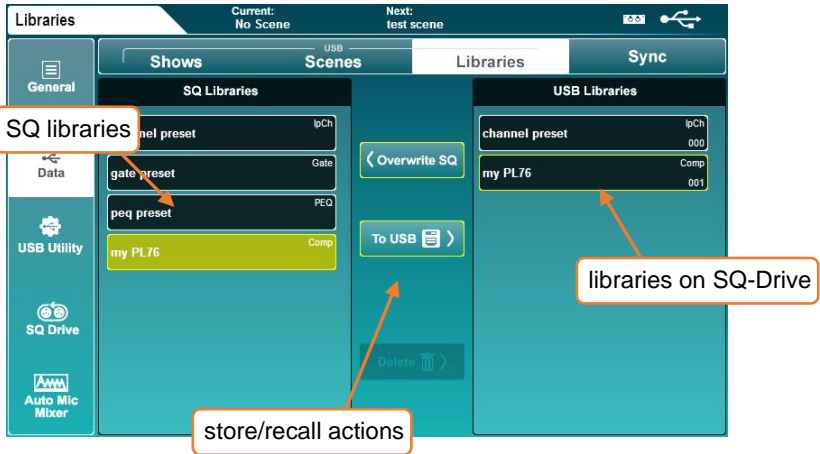 Libraries
Current:
No Scene
Next:
test scene
General
Data
USB Utility
SQ Drive
Auto Mic
Mixer
USB
Shows
Scenes
Libraries
Sync
SQ Libraries
nel preset
IpCh
gate preset
Gate
peq preset
PEQ
my PL76
Comp
Overwrite SQ
To USB
Delete
USB Libraries
channel preset
IpCh
000
my PL76
Comp
001
SQ libraries
libraries on SQ-Drive
store/recall actions